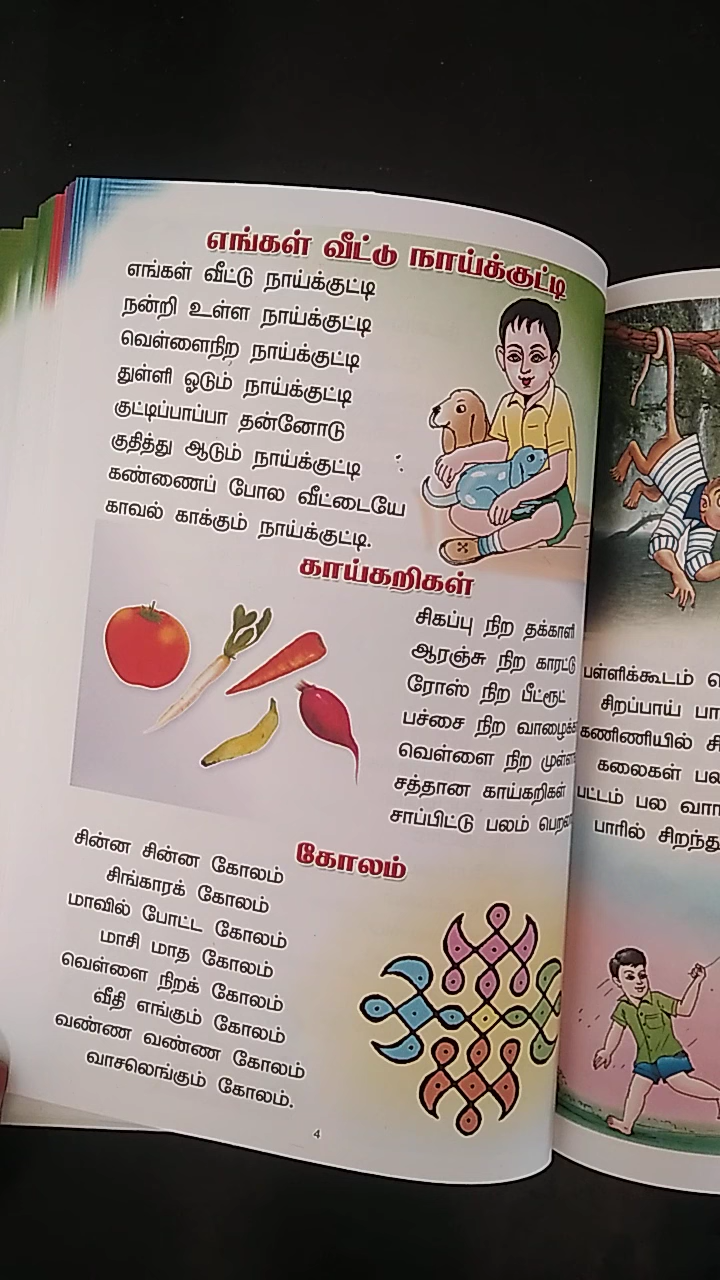 எங்கள் வீட்டு நாய்க்குட்டி
எங்கள் வீட்டு நாய்க்குட்டி
நன்றி உள்ள நாய்க்குட்டி
வெள்ளைநிற நாய்க்குட்டி
துள்ளி ஓடும் நாய்க்குட்டி
குட்டிப்பாப்பா தன்னோடு
குதித்து ஆடும் நாய்க்குட்டி
கண்ணைப் போல வீட்டையே
காவல் காக்கும் நாய்க்குட்டி.
காய்கறிகள்
சிகப்பு நிற தக்காளி
ஆரஞ்சு நிற காரட்டு
ரோஸ் நிற பீட்ரூட்
பச்சை நிற
வெள்ளை நிற
சத்தான காய்கறிகள்
சாப்பிட்டு பலம்
கோலம்
சின்ன சின்ன கோலம்
சிங்காரக் கோலம்
மாவில் போட்ட கோலம்
மாசி மாத கோலம்
வெள்ளை நிறக் கோலம்
வீதி எங்கும் கோலம்
வண்ண வண்ண கோலம்
வாசலெங்கும் கோலம்.
4
பள்ளிக்கூடம்
சிறப்பாய்
கணிணியில்
கலைகள்
பட்டம் பல
பாரில்